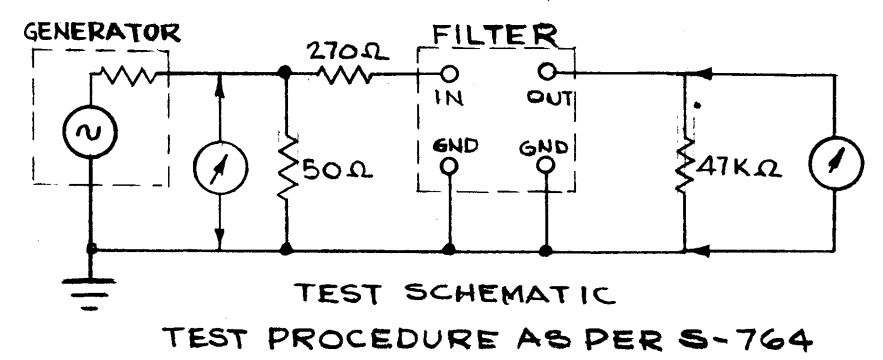 GENERATOR
270Ω
FILTER
IN
OUT
GND
GND
50Ω
47KΩ
TEST SCHEMATIC
TEST PROCEDURE AS PER S-764